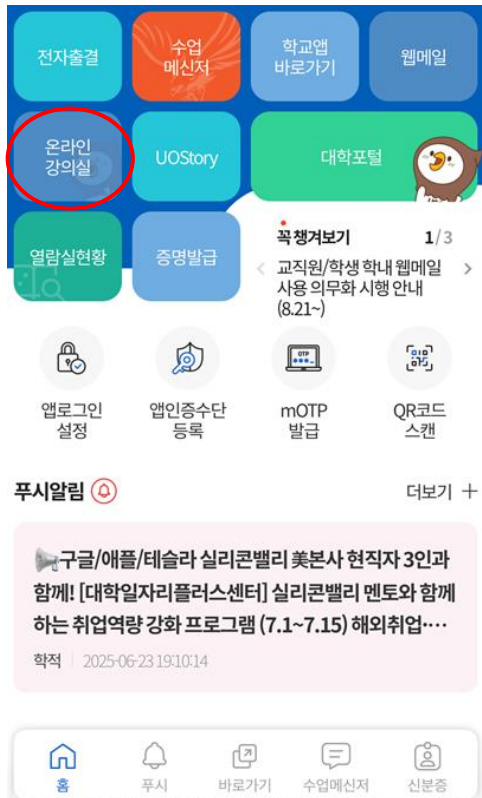 전자출결
수업
메신저
학교앱
바로가기
웹메일
온라인
강의실
UOStory
대학포털
열람실현황
증명발급
꼭 챙겨보기 1/3
교직원/학생 학내 웹메일
사용 의무화 시행 안내
(8.21~)
앱로그인
설정
앱인증수단
등록
OTP
mOTP
발급
QR코드
스캔
푸시알림
더보기 +
구글/애플/테슬라 실리콘밸리 美본사 현직자 3인과
함께! [대학일자리플러스센터] 실리콘밸리 멘토와 함께
하는 취업역량 강화 프로그램 (7.1~7.15) 해외취업·…
학적 2025-06-23 19:10:14
홈
푸시
바로가기
수업메신저
신분증